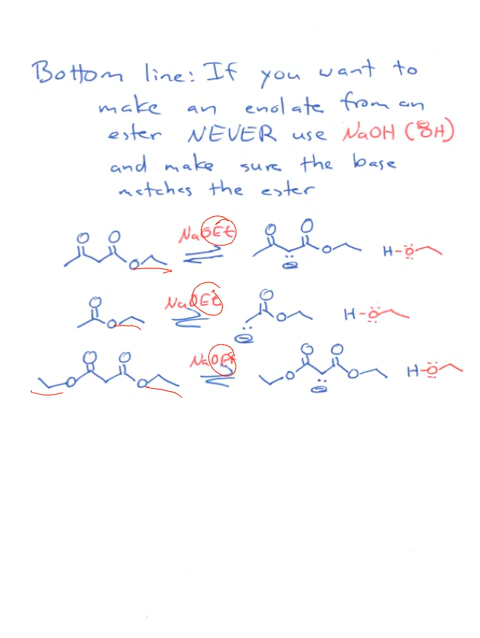 Bottom line: If you want to
make an enolate from an
ester NEVER use NaOH (ӪH)
and make sure the base
matches the ester
O O NaOEt O O H-Ö
O O
O NaOEt O H-Ö
O O
O O NaOEt O O H-Ö
O O O O